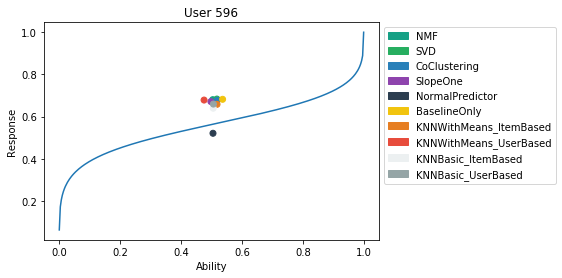 User 596
Response
1.0
0.8
0.6
0.4
0.2
0.0
0.2
0.4
0.6
0.8
1.0
Ability
NMF
SVD
CoClustering
SlopeOne
NormalPredictor
BaselineOnly
KNNWithMeans_ItemBased
KNNWithMeans_UserBased
KNNBasic_ItemBased
KNNBasic_UserBased